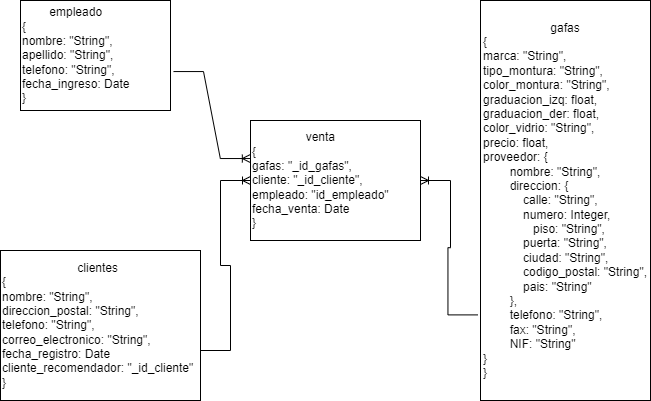 empleado
{
nombre: "String",
apellido: "String",
telefono: "String",
fecha_ingreso: Date
}
gafas
{
marca: "String",
tipo_montura: "String",
color_montura: "String",
graduacion_izq: float,
graduacion_der: float,
color_vidrio: "String",
precio: float,
proveedor: {
nombre: "String",
direccion: {
calle: "String",
numero: Integer,
piso: "String",
puerta: "String",
ciudad: "String",
codigo_postal: "String",
pais: "String"
},
telefono: "String",
fax: "String",
NIF: "String"
}
}
venta
{
gafas: "_id_gafas",
cliente: "_id_cliente",
empleado: "id_empleado"
fecha_venta: Date
}
clientes
{
nombre: "String",
direccion_postal: "String",
telefono: "String",
correo_electronico: "String",
fecha_registro: Date
cliente_recomendador: "_id_cliente"
}